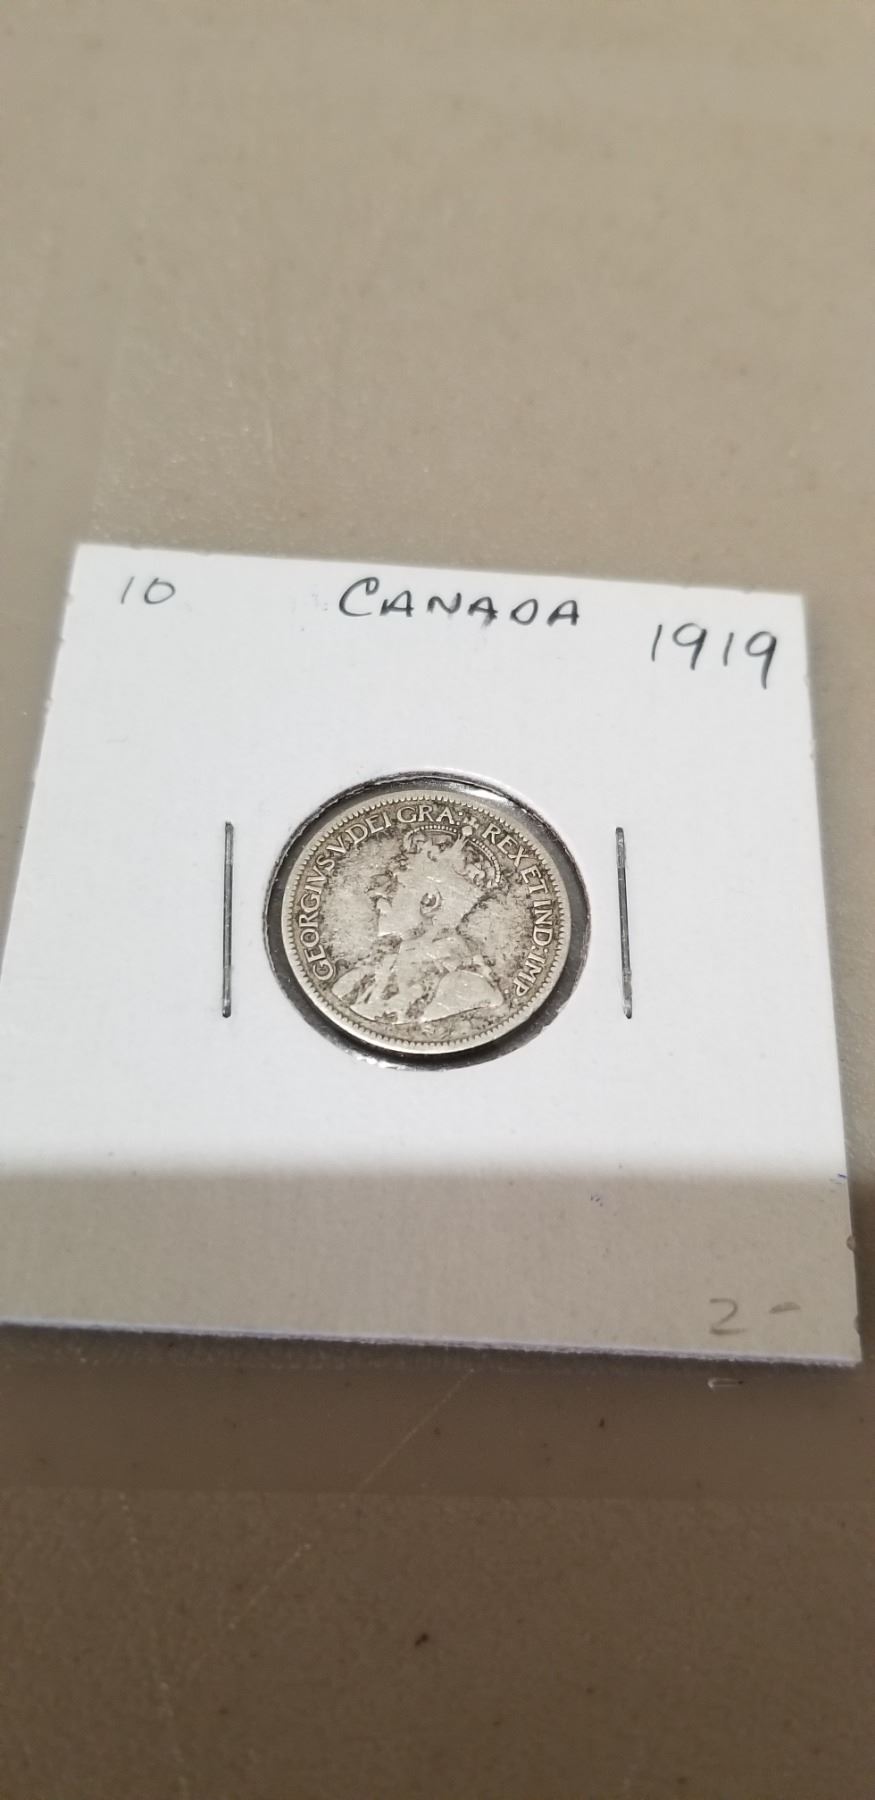 10 CANADA 1919
GEORGIVS V DEI GRA: REX ET IND: IMP:
2-